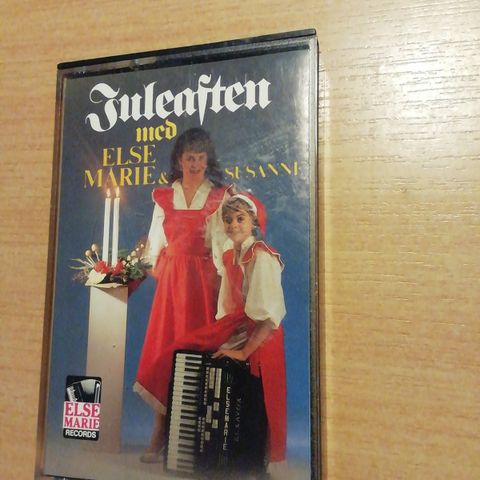 Juleaften
med
ELSE
MARIE & SUSANNE
ELSEMARIE
ELSE
MARIE
RECORDS